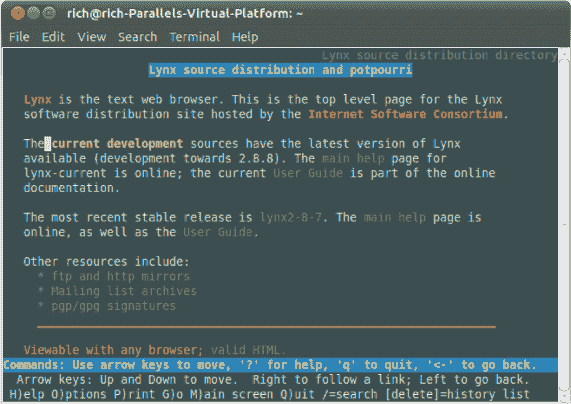 rich@rich-Parallels-Virtual-Platform: ~
File Edit View Search Terminal Help
Lynx source distribution directory
Lynx source distribution and potpourri
Lynx is the text web browser. This is the top level page for the Lynx
software distribution site hosted by the Internet Software Consortium.
The current development sources have the latest version of Lynx
available (development towards 2.8.8). The main help page for
lynx-current is online; the current User Guide is part of the online
documentation.
The most recent stable release is lynx2-8-7. The main help page is
online, as well as the User Guide.
Other resources include:
* ftp and http mirrors
* Mailing list archives
* pgp/gpg signatures
Viewable with any browser; valid HTML.
Commands: Use arrow keys to move, '?' for help, 'q' to quit, '<-' to go back.
Arrow keys: Up and Down to move. Right to follow a link; Left to go back.
H)elp O)ptions P)rint G)o M)ain screen Q)uit /=search [delete]=history list